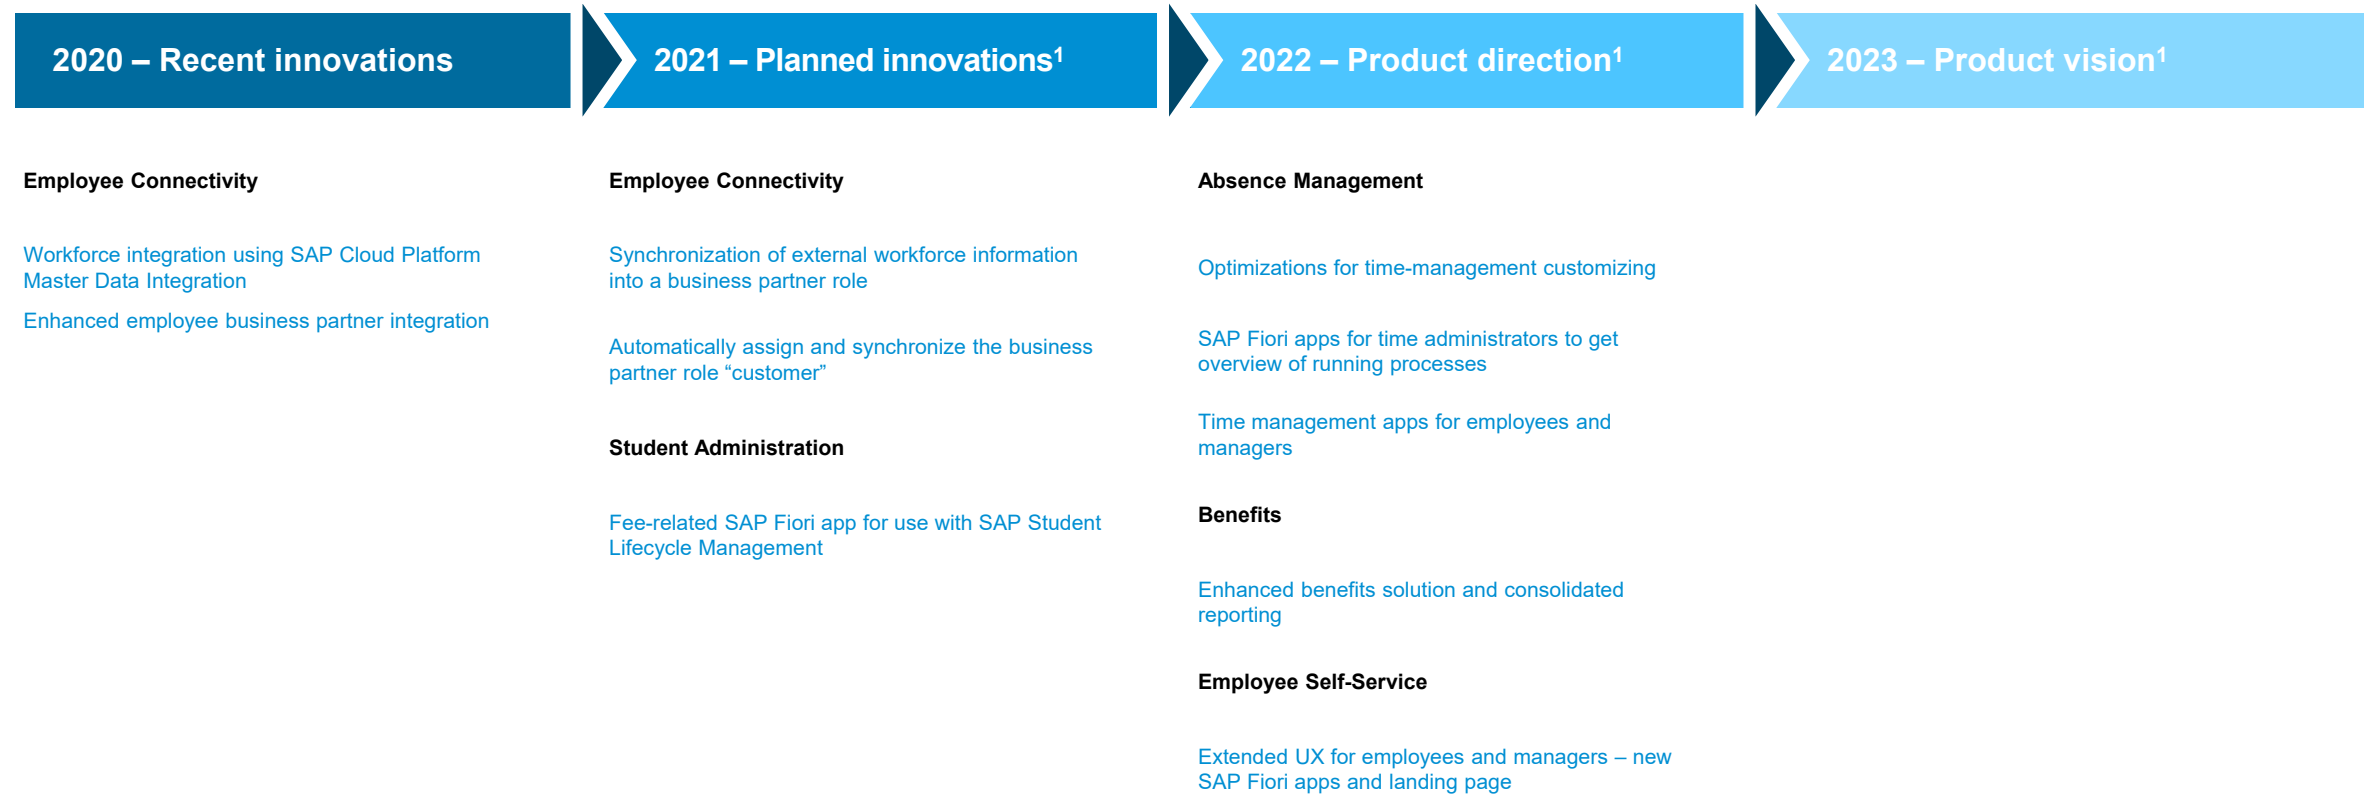 2020 – Recent innovations
2021 – Planned innovations¹
2022 – Product direction¹
2023 – Product vision¹
Employee Connectivity
Workforce integration using SAP Cloud Platform
Master Data Integration
Enhanced employee business partner integration
Employee Connectivity
Synchronization of external workforce information
into a business partner role
Automatically assign and synchronize the business
partner role “customer”
Student Administration
Fee-related SAP Fiori app for use with SAP Student
Lifecycle Management
Absence Management
Optimizations for time-management customizing
SAP Fiori apps for time administrators to get
overview of running processes
Time management apps for employees and
managers
Benefits
Enhanced benefits solution and consolidated
reporting
Employee Self-Service
Extended UX for employees and managers – new
SAP Fiori apps and landing page